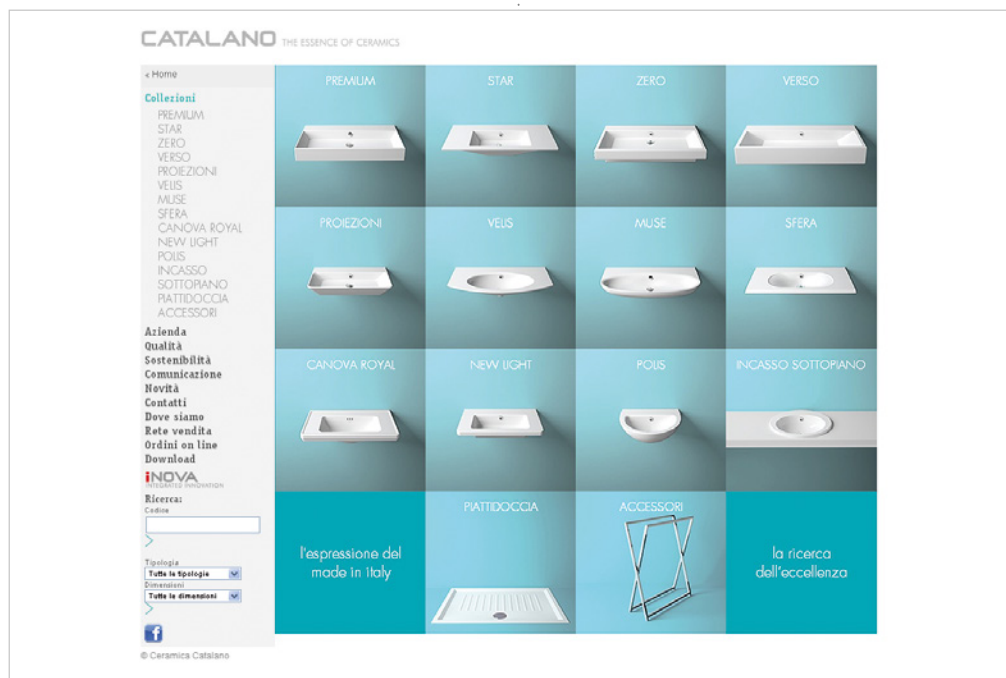 CATALANO THE ESSENCE OF CERAMICS
< Home
Collezioni
PREMIUM
STAR
ZERO
VERSO
PROIEZIONI
VELIS
MUSE
SFERA
CANOVA ROYAL
NEW LIGHT
POLIS
INCASSO
SOTTOPIANO
PIATTIDOCCIA
ACCESSORI
Azienda
Qualità
Sostenibilità
Comunicazione
Novità
Contatti
Dove siamo
Rete vendita
Ordini on line
Download
iNOVA
INTEGRATED INNOVATION
Ricerca:
Codice
Tipologia
Tutte le tipologie
Dimensioni
Tutte le dimensioni
f
© Ceramica Catalano
PREMIUM STAR ZERO VERSO
PROIEZIONI VELIS MUSE SFERA
CANOVA ROYAL NEW LIGHT POLIS INCASSO SOTTOPIANO
PIATTIDOCCIA ACCESSORI
l'espressione del
made in italy
la ricerca
dell'eccellenza